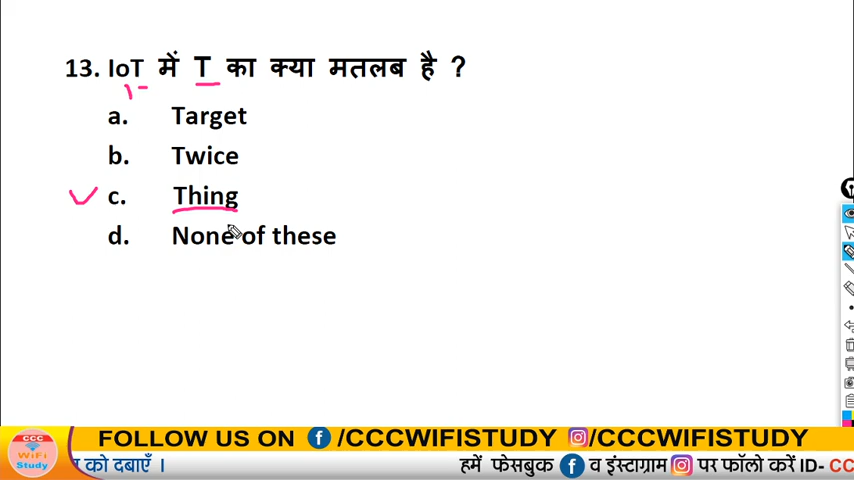 13. IoT में T का क्या मतलब है ?
a. Target
b. Twice
c. Thing
d. None of these
CCC
WiFi
Study
FOLLOW US ON f /CCCWIFISTUDY /CCCWIFISTUDY
को दबाएँ । हमें फेसबुक f व इंस्टाग्राम पर फॉलो करें ID- CC